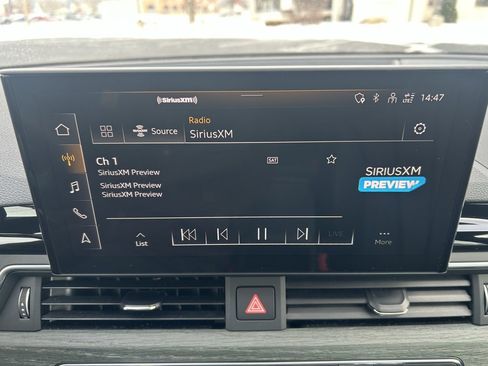 ((SiriusXM))
LTE
14:47
Radio
Source
SiriusXM
Ch 1
SAT
SiriusXM Preview
SiriusXM Preview
SiriusXM Preview
SIRIUSXM
PREVIEW
List
LIVE
More